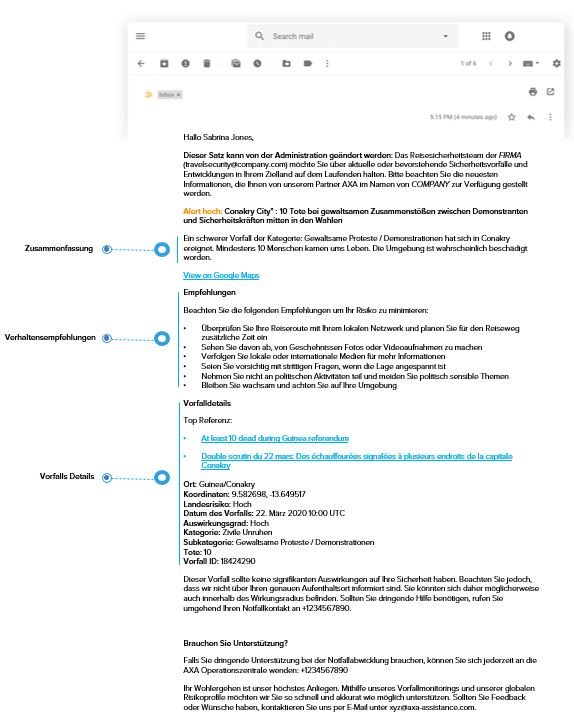 Search mail
1 of 6
Inbox ×
5:15 PM (4 minutes ago)
Hallo Sabrina Jones,
Dieser Satz kann von der Administration geändert werden: Das Reisesicherheitsteam der FIRMA
(travelsecurity@company.com) möchte Sie über aktuelle oder bevorstehende Sicherheitsvorfälle und
Entwicklungen in Ihrem Zielland auf dem Laufenden halten. Bitte beachten Sie die neuesten
Informationen, die Ihnen von unserem Partner AXA im Namen von COMPANY zur Verfügung gestellt
werden.
Alert hoch: Conakry City* : 10 Tote bei gewaltsamen Zusammenstößen zwischen Demonstranten
und Sicherheitskräften mitten in den Wahlen
Zusammenfassung
Ein schwerer Vorfall der Kategorie: Gewaltsame Proteste / Demonstrationen hat sich in Conakry
ereignet. Mindestens 10 Menschen kamen ums Leben. Die Umgebung ist wahrscheinlich beschädigt
worden.
View on Google Maps
Empfehlungen
Beachten Sie die folgenden Empfehlungen um Ihr Risiko zu minimieren:
Verhaltensempfehlungen
• Überprüfen Sie Ihre Reiseroute mit Ihrem lokalen Netzwerk und planen Sie für den Reiseweg
zusätzliche Zeit ein
• Sehen Sie davon ab, von Geschehnissen Fotos oder Videoaufnahmen zu machen
• Verfolgen Sie lokale oder internationale Medien für mehr Informationen
• Seien Sie vorsichtig mit strittigen Fragen, wenn die Lage angespannt ist
• Nehmen Sie nicht an politischen Aktivitäten teil und meiden Sie politisch sensible Themen
• Bleiben Sie wachsam und achten Sie auf Ihre Umgebung
Vorfalldetails
Top Referenz:
• At least 10 dead during Guinea referendum
• Double scrutin du 22 mars: Des échauffourées signalées à plusieurs endroits de la capitale
Conakry
Vorfalls Details
Ort: Guinea/Conakry
Koordinaten: 9.582698, -13.649517
Landesrisiko: Hoch
Datum des Vorfalls: 22. März 2020 10:00 UTC
Auswirkungsgrad: Hoch
Kategorie: Zivile Unruhen
Subkategorie: Gewaltsame Proteste / Demonstrationen
Tote: 10
Vorfall ID: 18424290
Dieser Vorfall sollte keine signifikanten Auswirkungen auf Ihre Sicherheit haben. Beachten Sie jedoch,
dass wir nicht über Ihren genauen Aufenthaltsort informiert sind. Sie könnten sich daher möglicherweise
auch innerhalb des Wirkungsradius befinden. Sollten Sie dringende Hilfe benötigen, rufen Sie
umgehend Ihren Notfallkontakt an +1234567890.
Brauchen Sie Unterstützung?
Falls Sie dringende Unterstützung bei der Notfallabwicklung brauchen, können Sie sich jederzeit an die
AXA Operationszentrale wenden: +1234567890
Ihr Wohlergehen ist unser höchstes Anliegen. Mithilfe unseres Vorfallmonitorings und unserer globalen
Risikoprofile möchten wir Sie so schnell und akkurat wie möglich unterstützen. Sollten Sie Feedback
oder Wünsche haben, kontaktieren Sie uns per E-Mail unter xyz@axa-assistance.com.